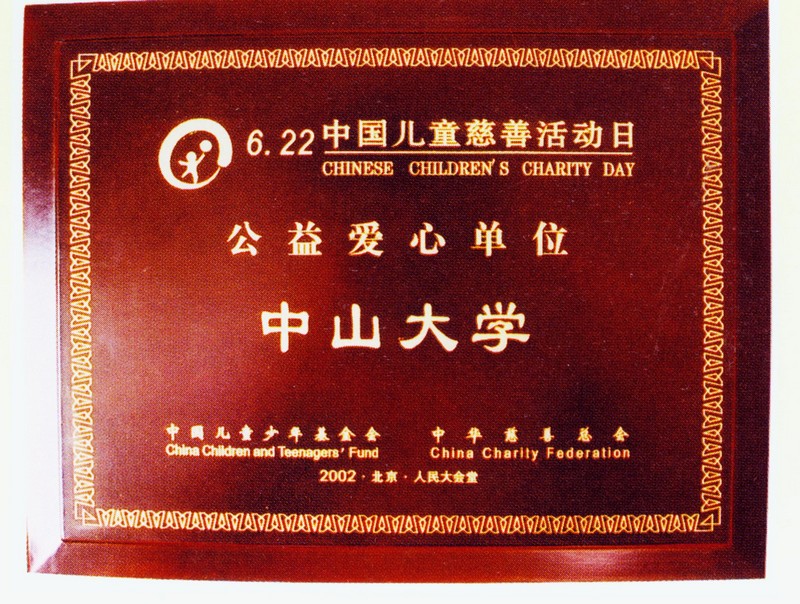 6.22 中国儿童慈善活动日
CHINESE CHILDREN'S CHARITY DAY
公益爱心单位
中山大学
中国儿童少年基金会 中华慈善总会
China Children and Teenagers' Fund China Charity Federation
2002·北京·人民大会堂